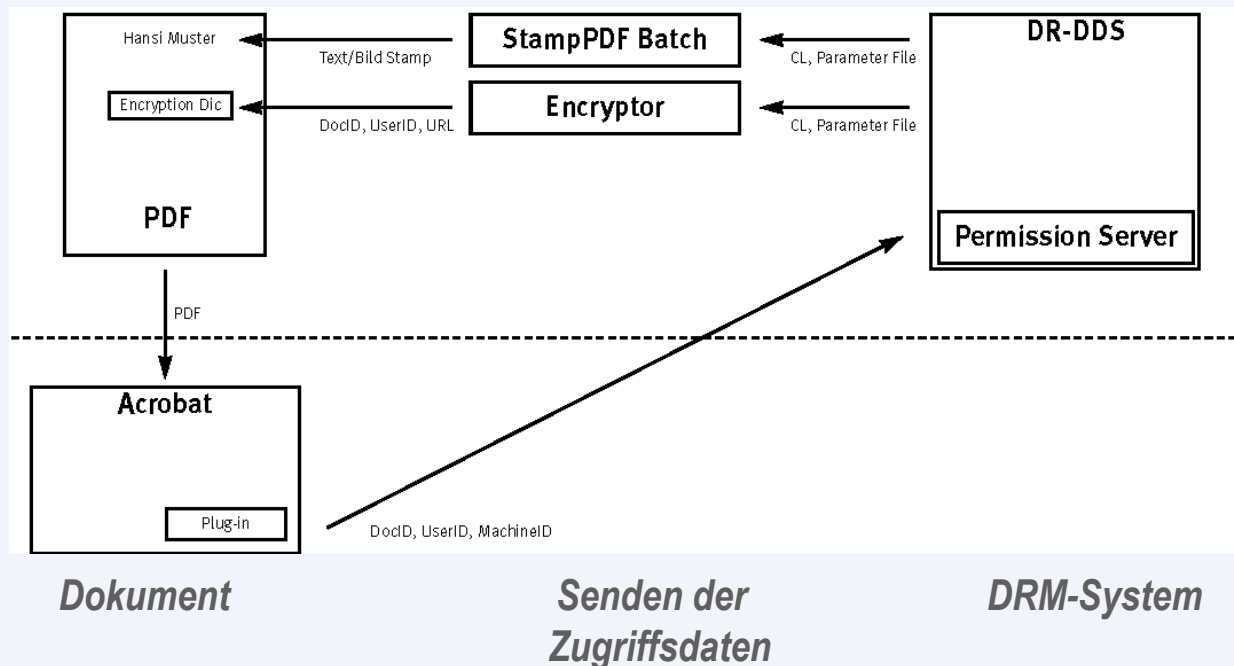 StampPDF Batch
DR-DDS
Hansi Muster
Text/Bild Stamp
CL, Parameter File
Encryption Dic
Encryptor
DocID, UserID, URL
CL, Parameter File
PDF
Permission Server
PDF
Acrobat
Plug-in
DocID, UserID, MachineID
Dokument
Senden der
Zugriffsdaten
DRM-System